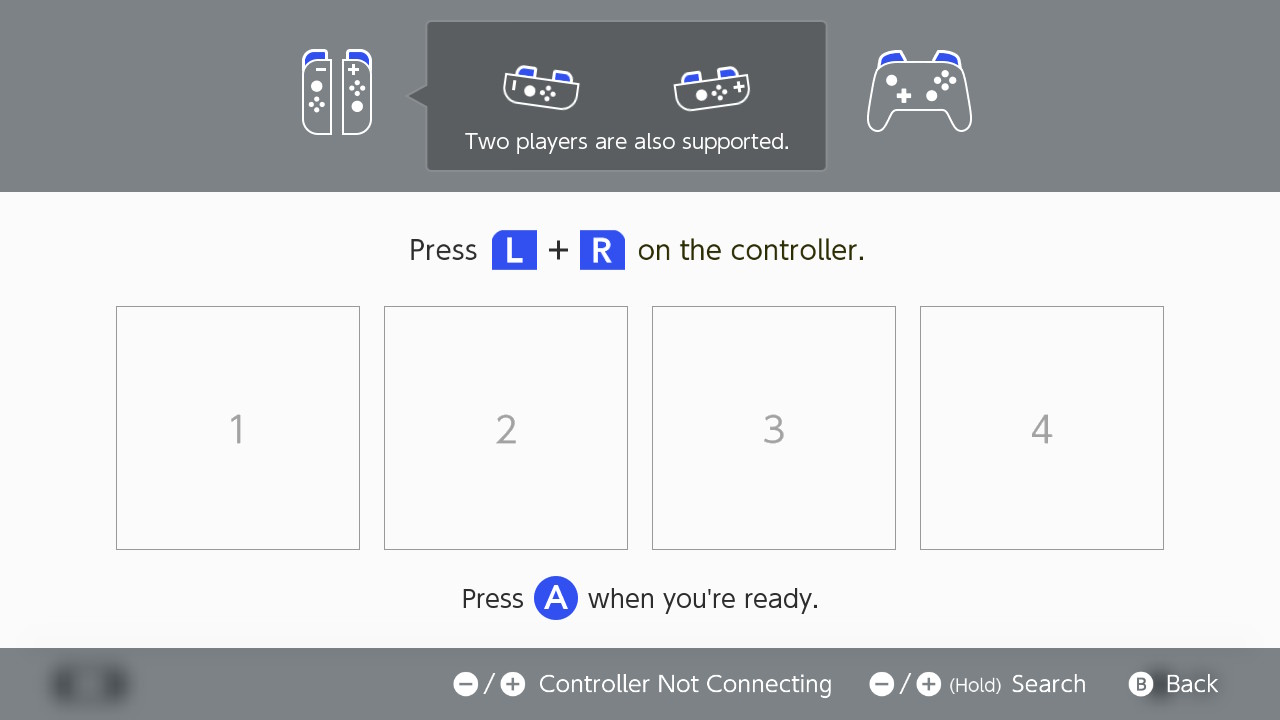 Two players are also supported.
Press L + R on the controller.
1 2 3 4
Press A when you're ready.
−/+ Controller Not Connecting −/+ (Hold) Search B Back